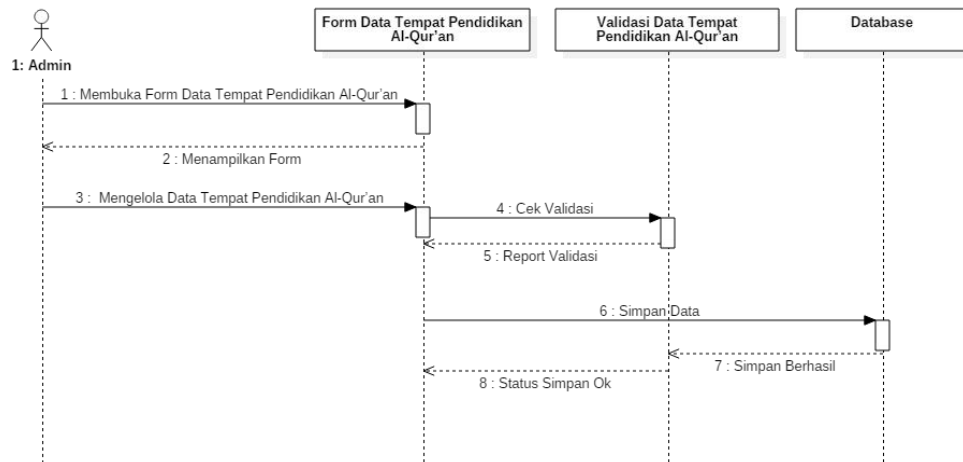 Form Data Tempat Pendidikan
Al-Qur'an
Validasi Data Tempat
Pendidikan Al-Qur'an
Database
1: Admin
1 : Membuka Form Data Tempat Pendidikan Al-Qur'an
2 : Menampilkan Form
3 : Mengelola Data Tempat Pendidikan Al-Qur'an
4 : Cek Validasi
5 : Report Validasi
6 : Simpan Data
7 : Simpan Berhasil
8 : Status Simpan Ok